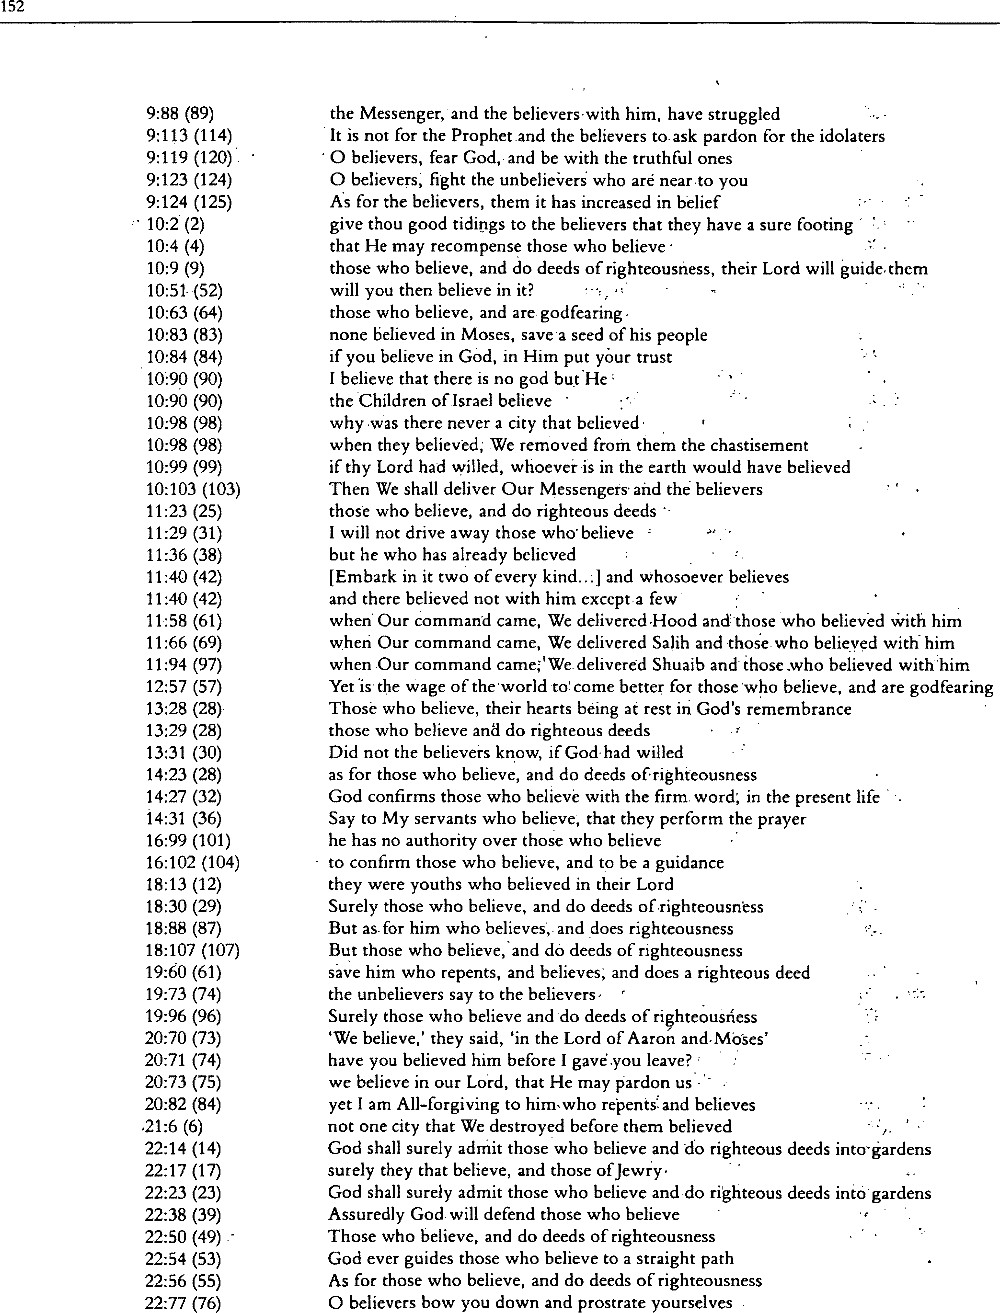 152
9:88 (89) the Messenger, and the believers with him, have struggled
9:113 (114) It is not for the Prophet and the believers to ask pardon for the idolaters
9:119 (120) O believers, fear God, and be with the truthful ones
9:123 (124) O believers, fight the unbelievers who are near to you
9:124 (125) As for the believers, them it has increased in belief
10:2 (2) give thou good tidings to the believers that they have a sure footing
10:4 (4) that He may recompense those who believe
10:9 (9) those who believe, and do deeds of righteousness, their Lord will guide them
10:51 (52) will you then believe in it?
10:63 (64) those who believe, and are godfearing
10:83 (83) none believed in Moses, save a seed of his people
10:84 (84) if you believe in God, in Him put your trust
10:90 (90) I believe that there is no god but He
10:90 (90) the Children of Israel believe
10:98 (98) why was there never a city that believed
10:98 (98) when they believed, We removed from them the chastisement
10:99 (99) if thy Lord had willed, whoever is in the earth would have believed
10:103 (103) Then We shall deliver Our Messengers and the believers
11:23 (25) those who believe, and do righteous deeds
11:29 (31) I will not drive away those who believe
11:36 (38) but he who has already believed
11:40 (42) [Embark in it two of every kind...] and whosoever believes
11:40 (42) and there believed not with him except a few
11:58 (61) when Our command came, We delivered Hood and those who believed with him
11:66 (69) when Our command came, We delivered Salih and those who believed with him
11:94 (97) when Our command came, We delivered Shuaib and those who believed with him
12:57 (57) Yet is the wage of the world to come better for those who believe, and are godfearing
13:28 (28) Those who believe, their hearts being at rest in God's remembrance
13:29 (28) those who believe and do righteous deeds
13:31 (30) Did not the believers know, if God had willed
14:23 (28) as for those who believe, and do deeds of righteousness
14:27 (32) God confirms those who believe with the firm word, in the present life
14:31 (36) Say to My servants who believe, that they perform the prayer
16:99 (101) he has no authority over those who believe
16:102 (104) to confirm those who believe, and to be a guidance
18:13 (12) they were youths who believed in their Lord
18:30 (29) Surely those who believe, and do deeds of righteousness
18:88 (87) But as for him who believes, and does righteousness
18:107 (107) But those who believe, and do deeds of righteousness
19:60 (61) save him who repents, and believes, and does a righteous deed
19:73 (74) the unbelievers say to the believers
19:96 (96) Surely those who believe and do deeds of righteousness
20:70 (73) 'We believe,' they said, 'in the Lord of Aaron and Moses'
20:71 (74) have you believed him before I gave you leave?
20:73 (75) we believe in our Lord, that He may pardon us
20:82 (84) yet I am All-forgiving to him who repents and believes
21:6 (6) not one city that We destroyed before them believed
22:14 (14) God shall surely admit those who believe and do righteous deeds into gardens
22:17 (17) surely they that believe, and those of Jewry
22:23 (23) God shall surely admit those who believe and do righteous deeds into gardens
22:38 (39) Assuredly God will defend those who believe
22:50 (49) Those who believe, and do deeds of righteousness
22:54 (53) God ever guides those who believe to a straight path
22:56 (55) As for those who believe, and do deeds of righteousness
22:77 (76) O believers bow you down and prostrate yourselves